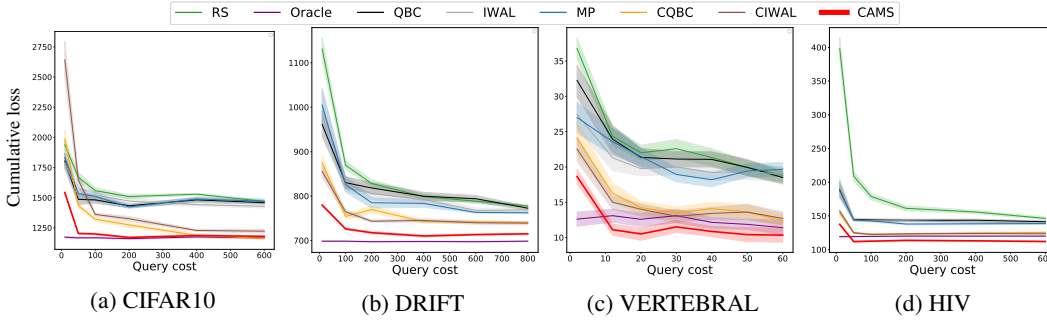 RS Oracle QBC IWAL MP CQBC CIWAL CAMS
Cumulative loss
2750
2500
2250
2000
1750
1500
1250
0 100 200 300 400 500 600
Query cost
(a) CIFAR10
1100
1000
900
800
700
0 100 200 300 400 500 600 700 800
Query cost
(b) DRIFT
40
35
30
25
20
15
10
0 10 20 30 40 50 60
Query cost
(c) VERTEBRAL
400
350
300
250
200
150
100
0 100 200 300 400 500 600
Query cost
(d) HIV